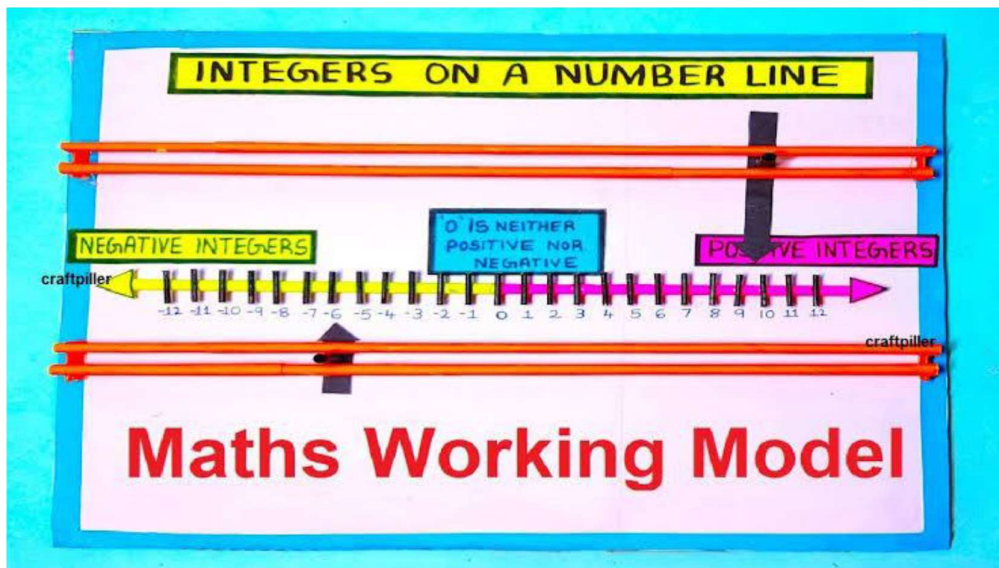 INTEGERS ON A NUMBER LINE
'0' IS NEITHER
POSITIVE NOR
NEGATIVE
NEGATIVE INTEGERS
INTEGERS
craftpiller
-12 -11 -10 -9 -8 -7 -6 -5 -4 -3 -2 -1 0 1 2 3 4 5 6 7 8 9 10 11 12
craftpiller
Maths Working Model